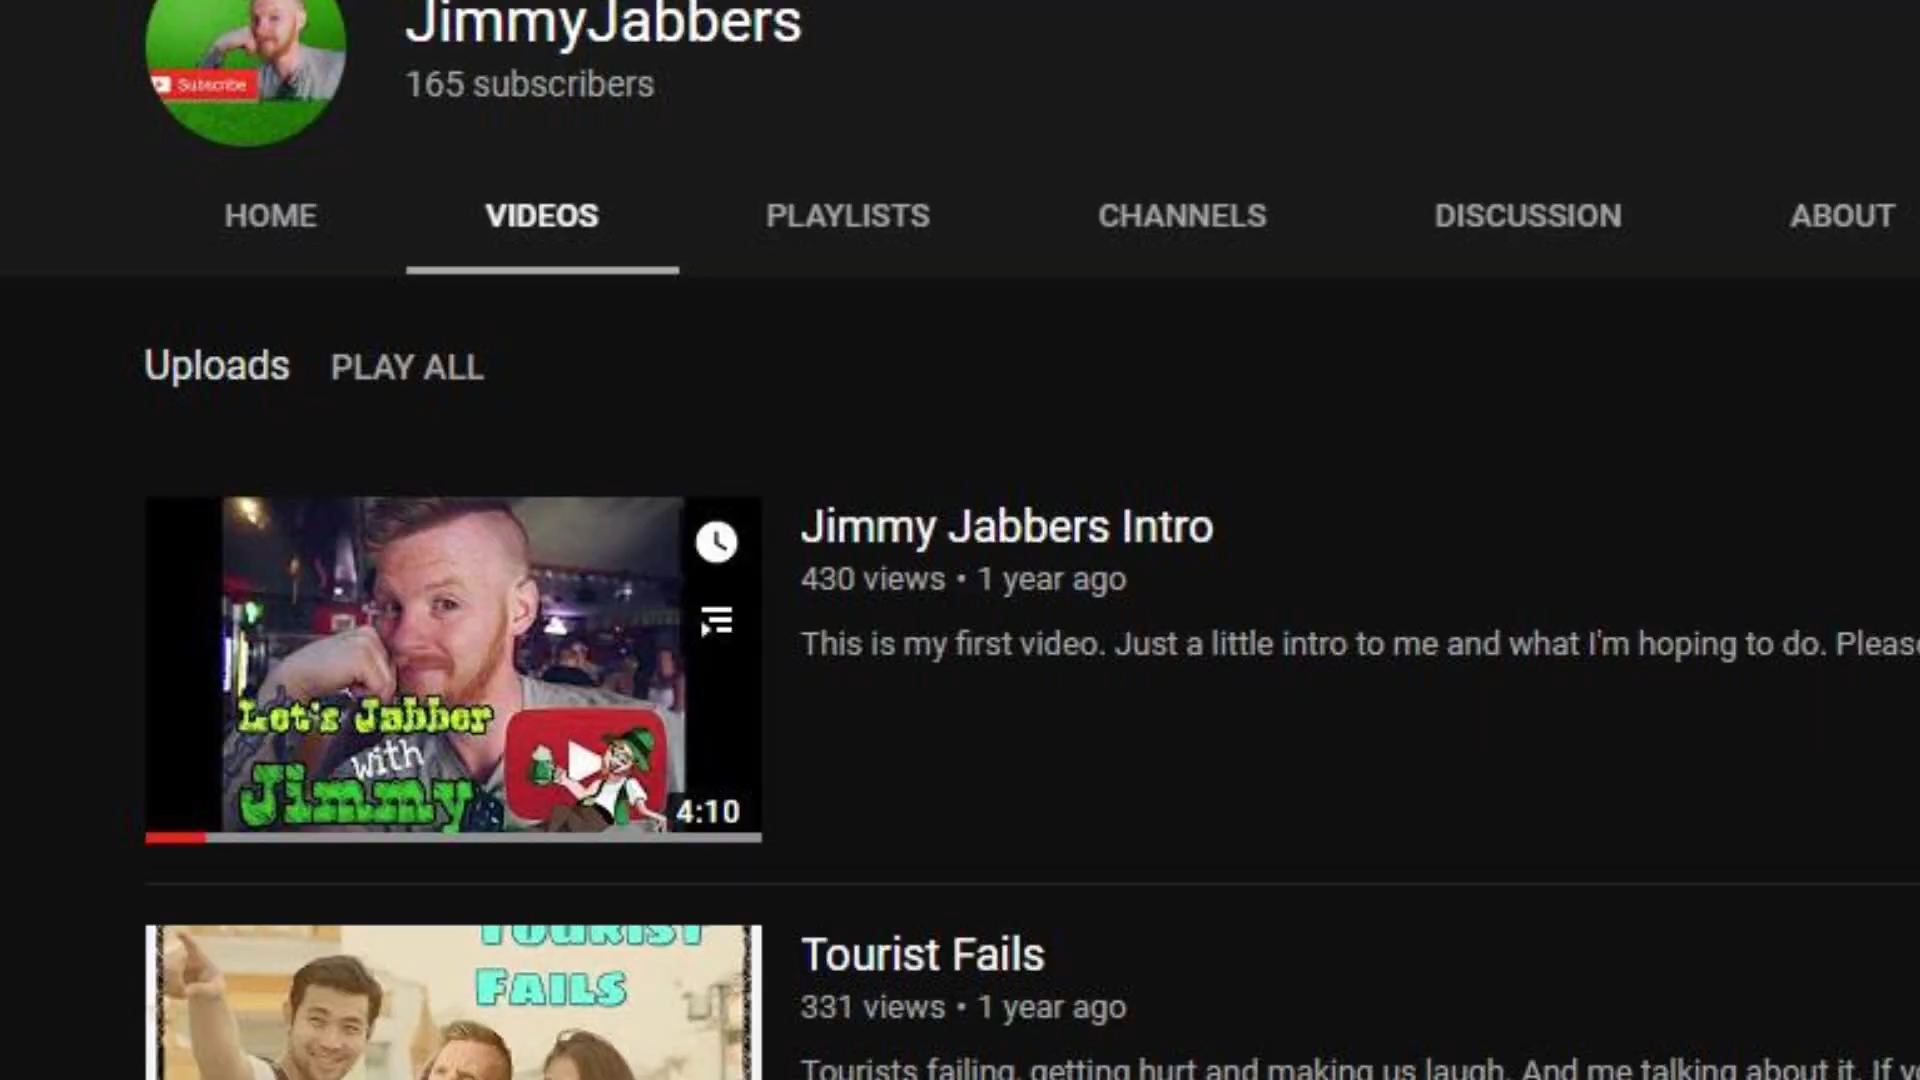 JimmyJabbers
165 subscribers
Subscribe
HOME VIDEOS PLAYLISTS CHANNELS DISCUSSION ABOUT
Uploads PLAY ALL
Let's Jabber
with
Jimmy
4:10
Jimmy Jabbers Intro
430 views • 1 year ago
This is my first video. Just a little intro to me and what I'm hoping to do. Please
TOURIST
FAILS
Tourist Fails
331 views • 1 year ago
Tourists failing, getting hurt and making us laugh. And me talking about it. If